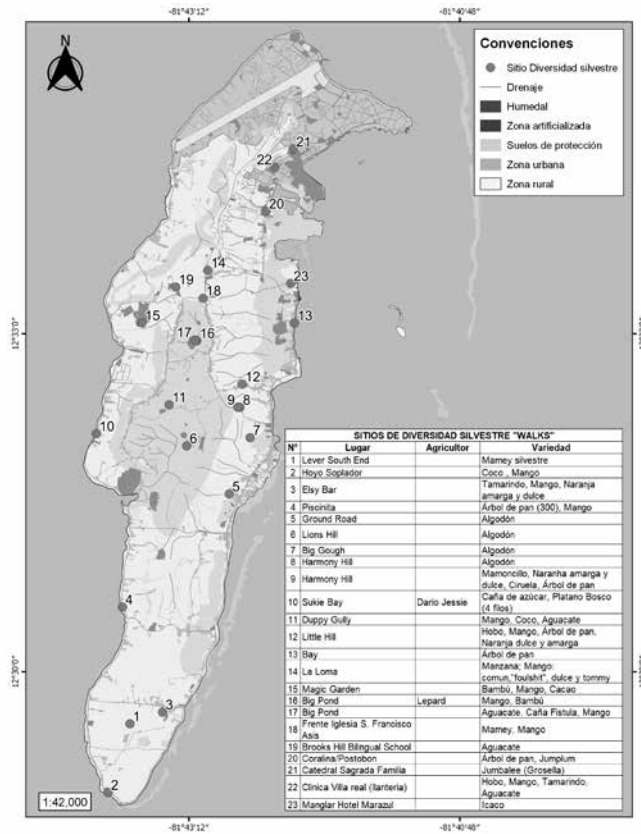 -81°43'12"
-81°40'48"
N
Convenciones
Sitio Diversidad silvestre
Drenaje
Humedal
Zona artificializada
Suelos de protección
Zona urbana
Zona rural
21
22
20
14
19
23
18
15
13
12°33'0"
17
16
12
11
9
8
10
7
6
5
4
3
1
2
12°30'0"
SITIOS DE DIVERSIDAD SILVESTRE "WALKS"
N° Lugar Agricultor Variedad
1 Lever South End Mamey silvestre
2 Hoyo Soplador Coco , Mango
3 Elsy Bar Tamarindo, Mango, Naranja
amarga y dulce
4 Piscinita Árbol de pan (300), Mango
5 Ground Road Algodón
6 Lions Hill Algodón
7 Big Gough Algodón
8 Harmony Hill Algodón
9 Harmony Hill Mamoncillo, Naranha amarga y
dulce, Ciruela, Árbol de pan
10 Sukie Bay Dario Jessie Caña de azúcar, Platano Bosco
(4 filos)
11 Duppy Gully Mango, Coco, Aguacate
12 Little Hill Hobo, Mango, Árbol de pan,
Naranja dulce y amarga
13 Bay Árbol de pan
14 La Loma Manzana; Mango:
comun,"foulshit", dulce y tommy
15 Magic Garden Bambú, Mango, Cacao
16 Big Pond Lepard Mango, Bambú
17 Big Pond Aguacate, Caña Fistula, Mango
18 Frente Iglesia S. Francisco
Asis Mamey, Mango
19 Brooks Hill Bilingual School Aguacate
20 Coralina/Postobon Árbol de pan, Jumplum
21 Catedral Sagrada Familia Jumbalee (Grosella)
22 Clinica Villa real (llanteria) Hobo, Mango, Tamarindo,
Aguacate
23 Manglar Hotel Marazul Icaco
1:42,000
-81°43'12"
-81°40'48"